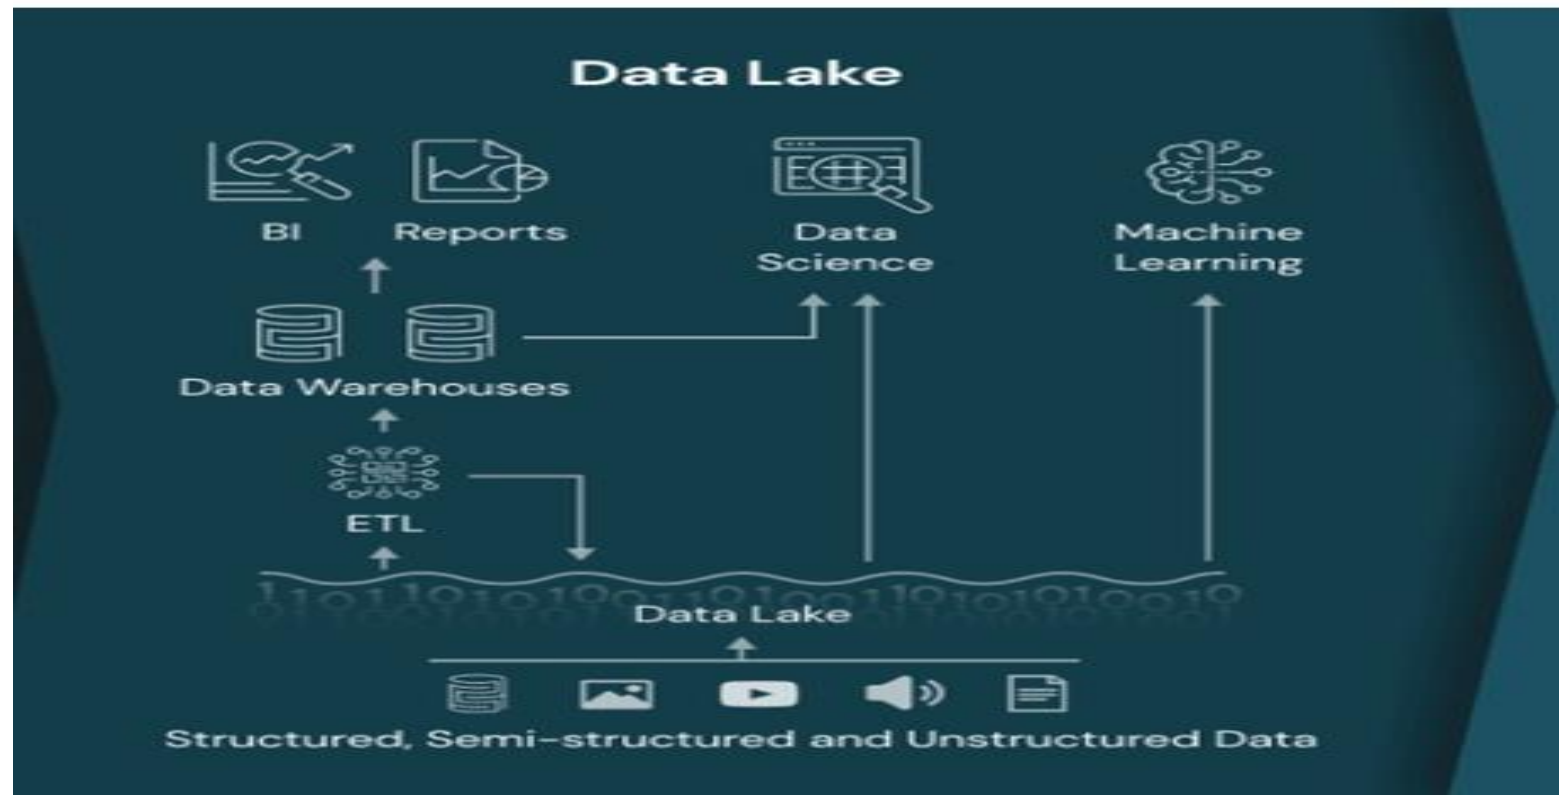 Data Lake
BI
Reports
Data
Science
Machine
Learning
Data Warehouses
ETL
Data Lake
Structured, Semi-structured and Unstructured Data